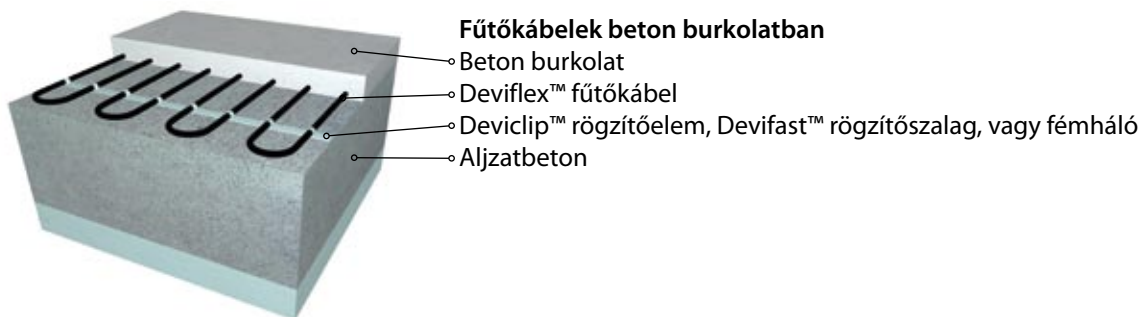 Fűtőkábelek beton burkolatban
Beton burkolat
Deviflex™ fűtőkábel
Deviclip™ rögzítőelem, Devifast™ rögzítőszalag, vagy fémháló
Aljzatbeton